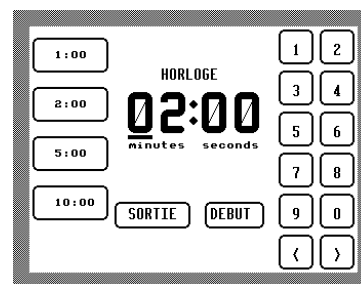 1:00
2:00
5:00
10:00
HORLOGE
02:00
minutes seconds
SORTIE
DEBUT
1 2
3 4
5 6
7 8
9 0
< >